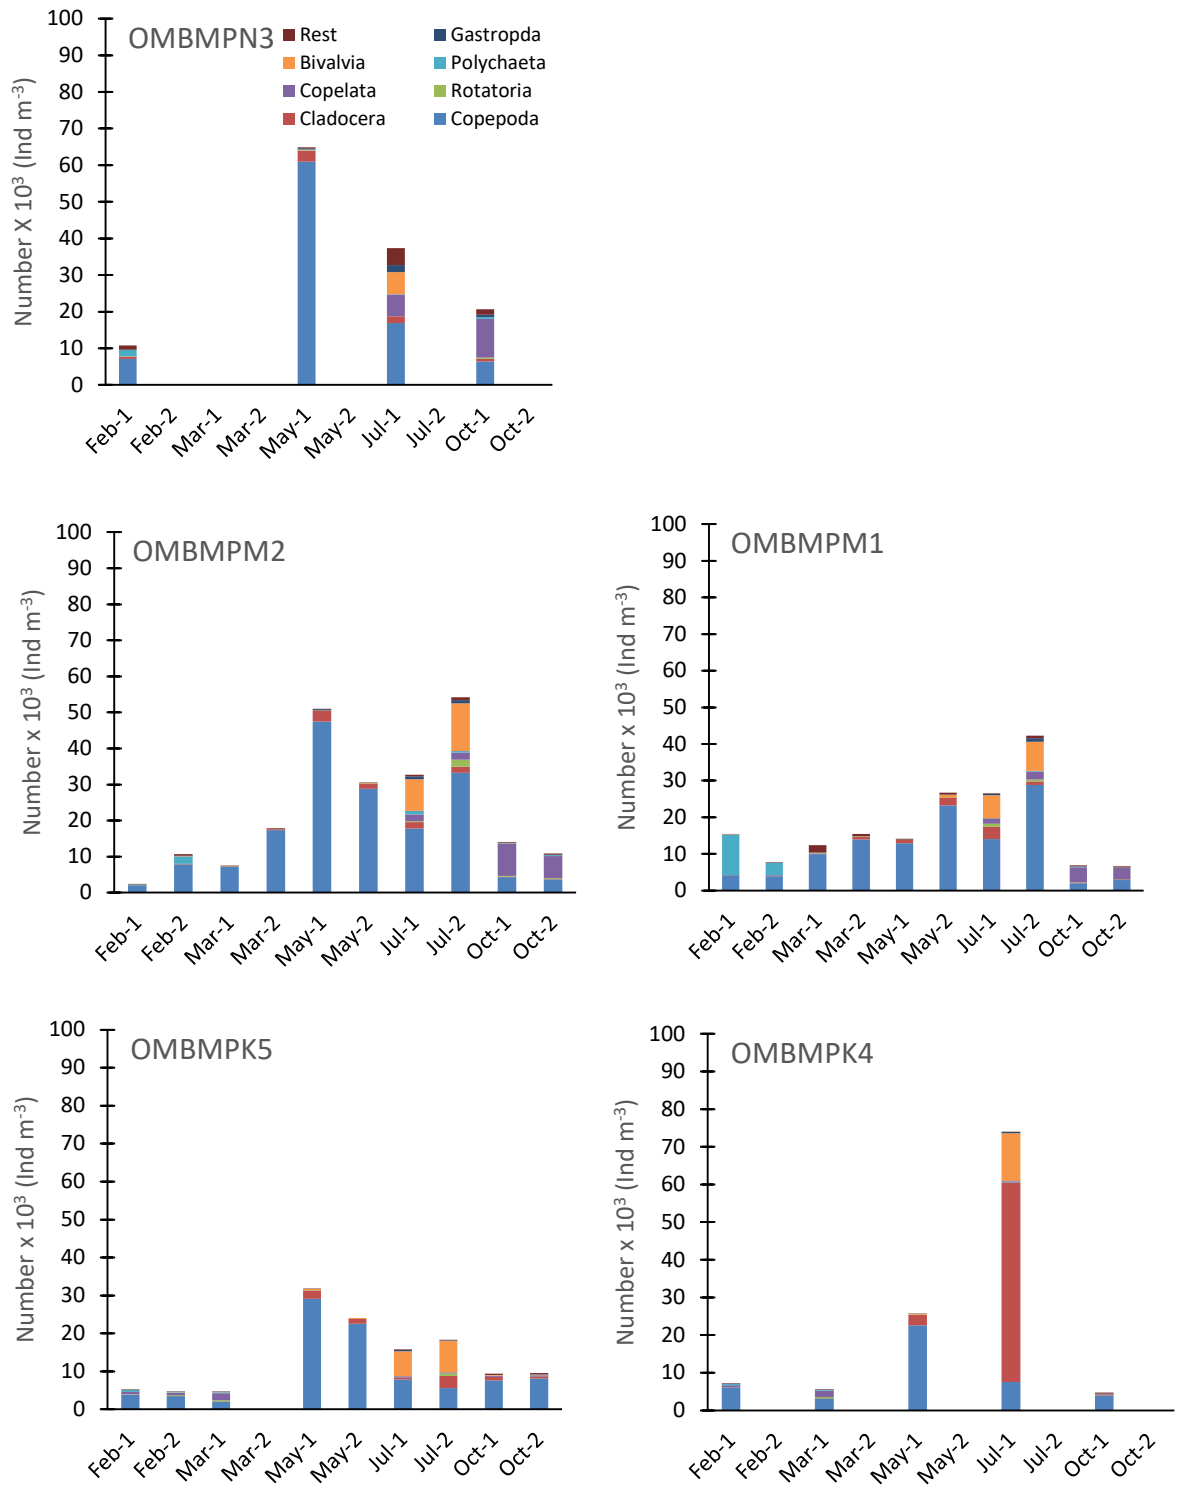 OMBMPN3
Rest
Gastropda
Bivalvia
Polychaeta
Copelata
Rotatoria
Cladocera
Copepoda
Number X 10³ (Ind m⁻³)
100
90
80
70
60
50
40
30
20
10
0
Feb-1
Feb-2
Mar-1
Mar-2
May-1
May-2
Jul-1
Jul-2
Oct-1
Oct-2
OMBMPM2
Number x 10³ (Ind m⁻³)
100
90
80
70
60
50
40
30
20
10
0
Feb-1
Feb-2
Mar-1
Mar-2
May-1
May-2
Jul-1
Jul-2
Oct-1
Oct-2
OMBMPM1
Number x 10³ (Ind m⁻³)
100
90
80
70
60
50
40
30
20
10
0
Feb-1
Feb-2
Mar-1
Mar-2
May-1
May-2
Jul-1
Jul-2
Oct-1
Oct-2
OMBMPK5
Number x 10³ (Ind m⁻³)
100
90
80
70
60
50
40
30
20
10
0
Feb-1
Feb-2
Mar-1
Mar-2
May-1
May-2
Jul-1
Jul-2
Oct-1
Oct-2
OMBMPK4
Number x 10³ (Ind m⁻³)
100
90
80
70
60
50
40
30
20
10
0
Feb-1
Feb-2
Mar-1
Mar-2
May-1
May-2
Jul-1
Jul-2
Oct-1
Oct-2